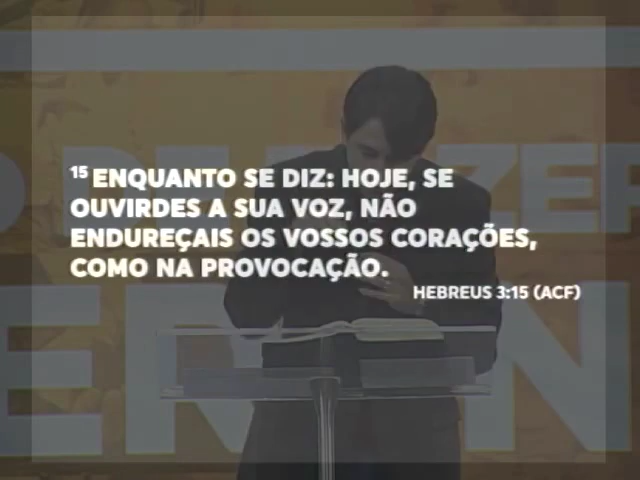 15 ENQUANTO SE DIZ: HOJE, SE
OUVIRDES A SUA VOZ, NÃO
ENDUREÇAIS OS VOSSOS CORAÇÕES,
COMO NA PROVOCAÇÃO.
HEBREUS 3:15 (ACF)